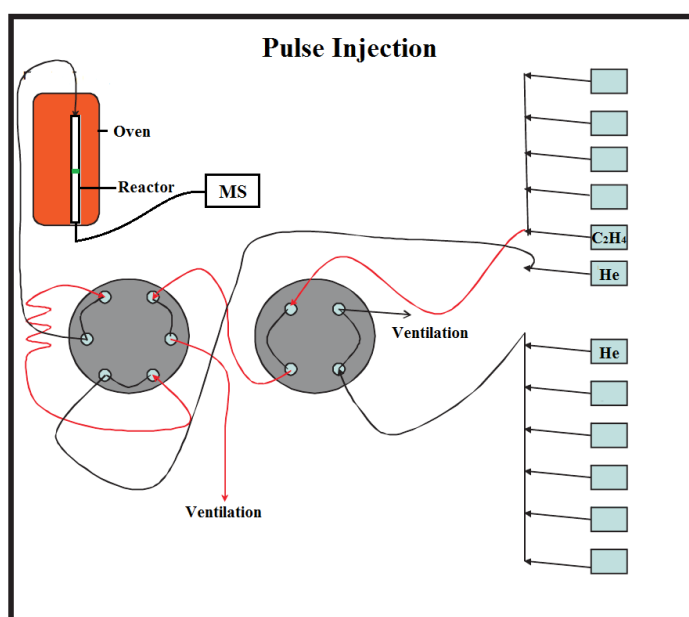 Pulse Injection
Oven
Reactor
MS
C₂H₄
He
Ventilation
He
Ventilation